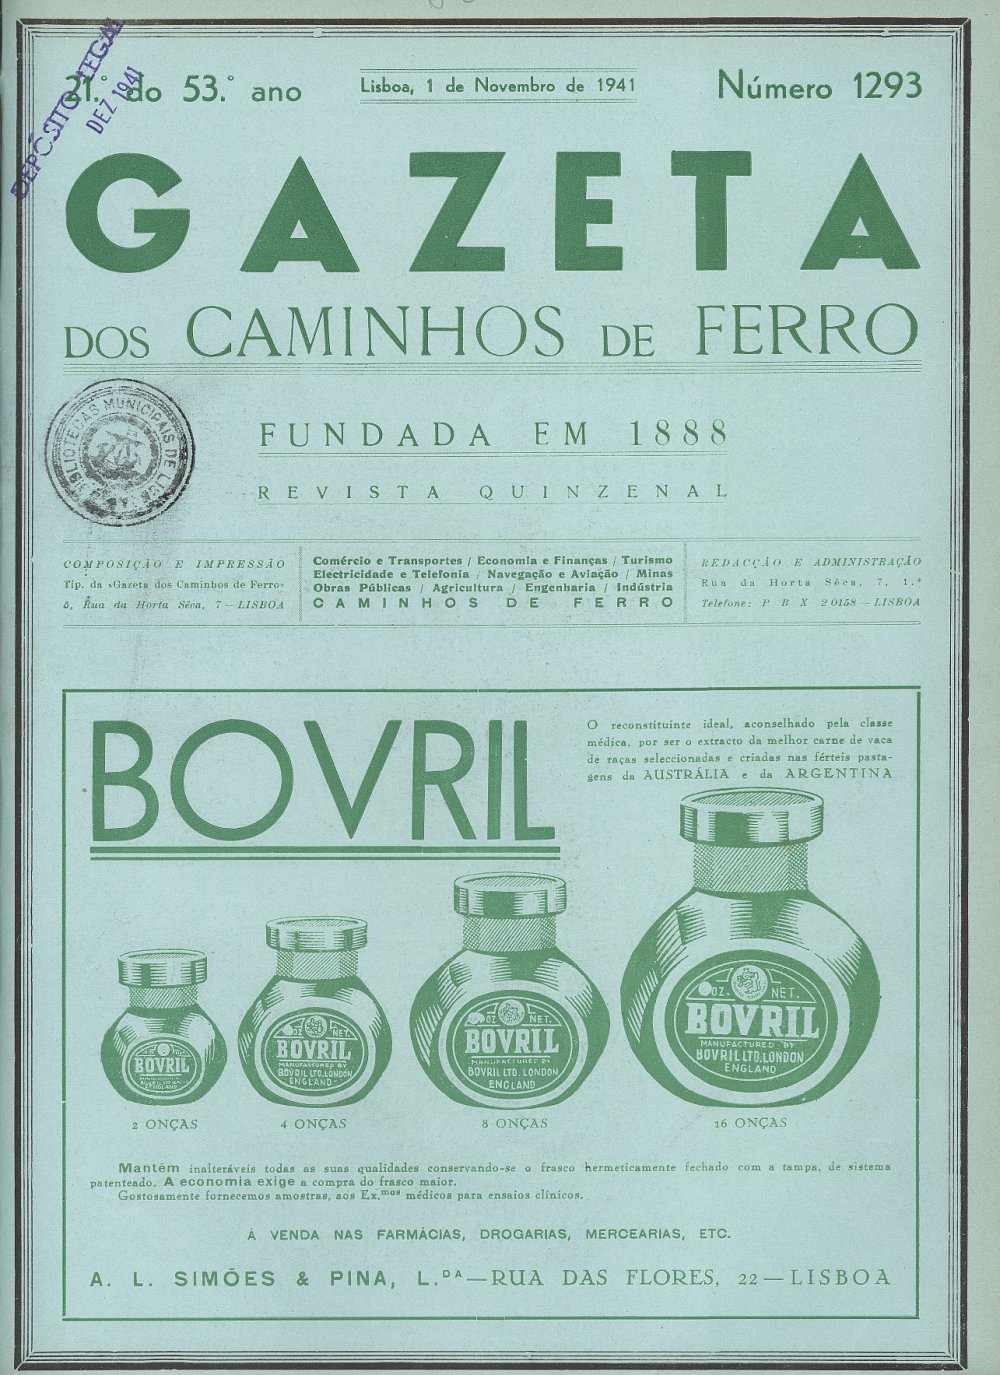 21.º do 53.º ano
Lisboa, 1 de Novembro de 1941
Número 1293
DEPÓSITO LEGAL
DEZ 1941
GAZETA
DOS CAMINHOS DE FERRO
BIBLIOTECAS MUNICIPAIS DE LISBOA
FUNDADA EM 1888
REVISTA QUINZENAL
COMPOSIÇÃO E IMPRESSÃO
Tip. da «Gazeta dos Caminhos de Ferro»
5, Rua da Horta Sêca, 7—LISBOA
Comércio e Transportes / Economia e Finanças / Turismo
Electricidade e Telefonia / Navegação e Aviação / Minas
Obras Públicas / Agricultura / Engenharia / Indústria
CAMINHOS DE FERRO
REDACÇÃO E ADMINISTRAÇÃO
Rua da Horta Sêca, 7, 1.º
Telefone: P B X 20158—LISBOA
BOVRIL
O reconstituinte ideal, aconselhado pela classe
médica, por ser o extracto da melhor carne de vaca
de raças seleccionadas e criadas nas férteis pasta-
gens da AUSTRÁLIA e da ARGENTINA
BOVRIL
ENGLAND
2 ONÇAS
OZ NET.
BOVRIL
MANUFACTURED BY
BOVRIL LTD. LONDON
ENGLAND
4 ONÇAS
OZ NET.
BOVRIL
MANUFACTURED BY
BOVRIL LTD. LONDON
ENGLAND
8 ONÇAS
OZ. NET.
BOVRIL
MANUFACTURED BY
BOVRIL LTD. LONDON
ENGLAND
16 ONÇAS
Mantém inalteráveis todas as suas qualidades conservando-se o frasco hermeticamente fechado com a tampa, de sistema
patenteado. A economia exige a compra do frasco maior.
Gostosamente fornecemos amostras, aos Ex.mos médicos para ensaios clínicos.
Á VENDA NAS FARMÁCIAS, DROGARIAS, MERCEARIAS, ETC.
A. L. SIMÕES & PINA, L.DA—RUA DAS FLORES, 22—LISBOA